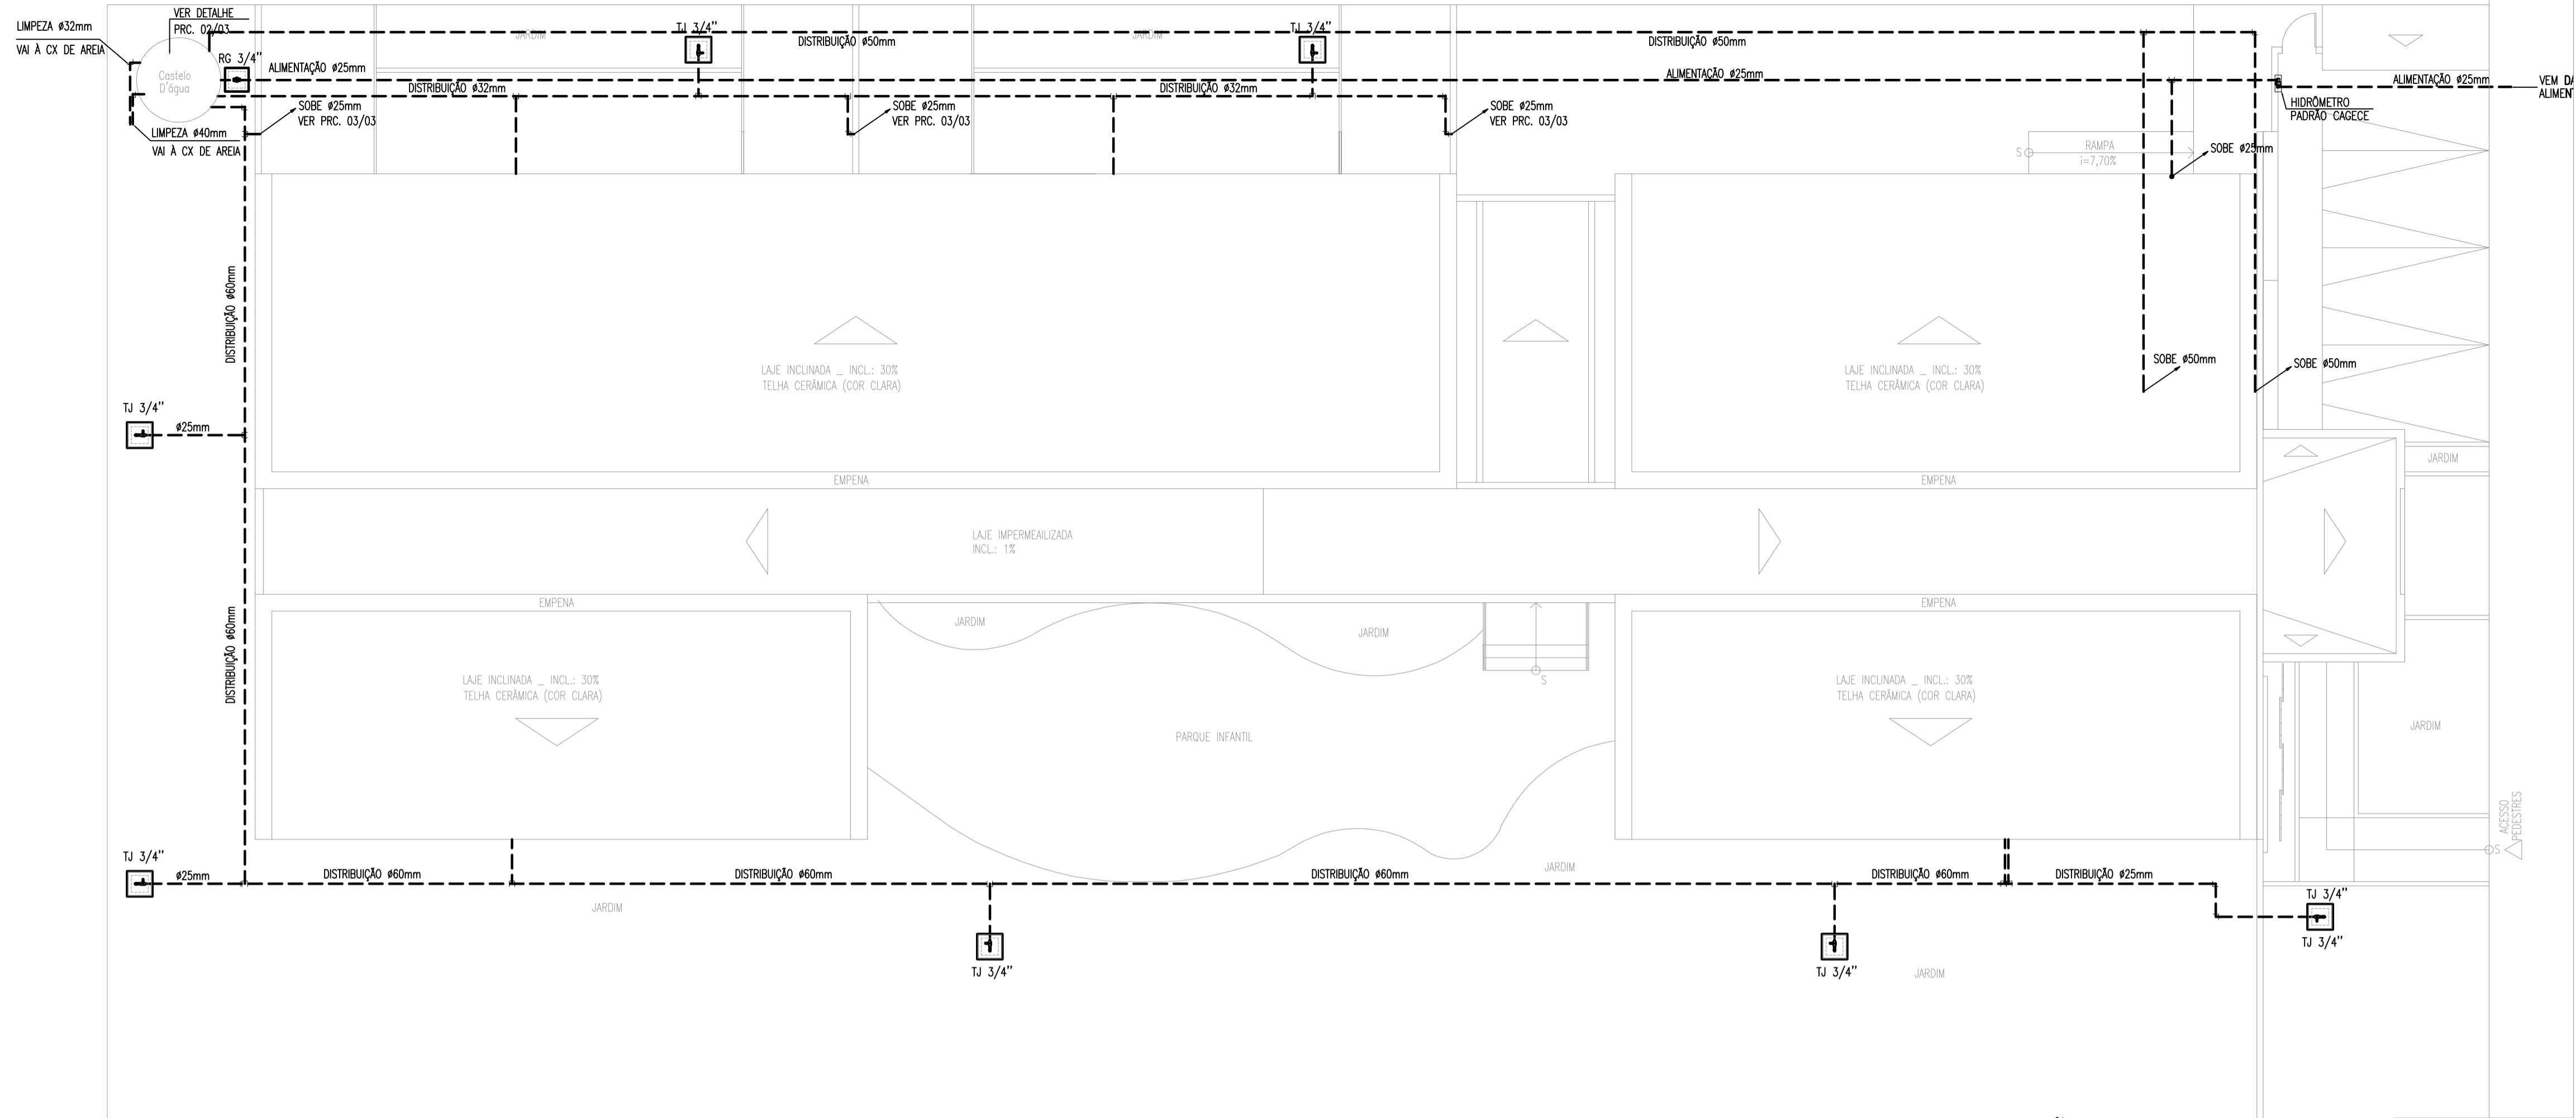 LIMPEZA ø32mm
VAI À CX DE AREIA
VER DETALHE
PRC. 02/03
Castelo
D'água
RG 3/4"
ALIMENTAÇÃO ø25mm
JARDIM
TJ 3/4"
DISTRIBUIÇÃO ø50mm
JARDIM
TJ 3/4"
DISTRIBUIÇÃO ø50mm
ALIMENTAÇÃO ø25mm
ALIMENTAÇÃO ø25mm
VEM DA
ALIMENT
HIDRÔMETRO
PADRÃO CAGECE
DISTRIBUIÇÃO ø32mm
DISTRIBUIÇÃO ø32mm
LIMPEZA ø40mm
VAI À CX DE AREIA
SOBE ø25mm
VER PRC. 03/03
SOBE ø25mm
VER PRC. 03/03
SOBE ø25mm
VER PRC. 03/03
S
RAMPA
i=7,70%
SOBE ø25mm
DISTRIBUIÇÃO ø60mm
LAJE INCLINADA _ INCL.: 30%
TELHA CERÂMICA (COR CLARA)
LAJE INCLINADA _ INCL.: 30%
TELHA CERÂMICA (COR CLARA)
SOBE ø50mm
SOBE ø50mm
TJ 3/4"
ø25mm
EMPENA
EMPENA
JARDIM
LAJE IMPERMEAILIZADA
INCL.: 1%
EMPENA
EMPENA
JARDIM
JARDIM
S
DISTRIBUIÇÃO ø60mm
LAJE INCLINADA _ INCL.: 30%
TELHA CERÂMICA (COR CLARA)
LAJE INCLINADA _ INCL.: 30%
TELHA CERÂMICA (COR CLARA)
PARQUE INFANTIL
JARDIM
ACESSO
PEDESTRES
S
TJ 3/4"
ø25mm
DISTRIBUIÇÃO ø60mm
DISTRIBUIÇÃO ø60mm
DISTRIBUIÇÃO ø60mm
JARDIM
DISTRIBUIÇÃO ø60mm
DISTRIBUIÇÃO ø25mm
TJ 3/4"
JARDIM
TJ 3/4"
TJ 3/4"
TJ 3/4"
JARDIM